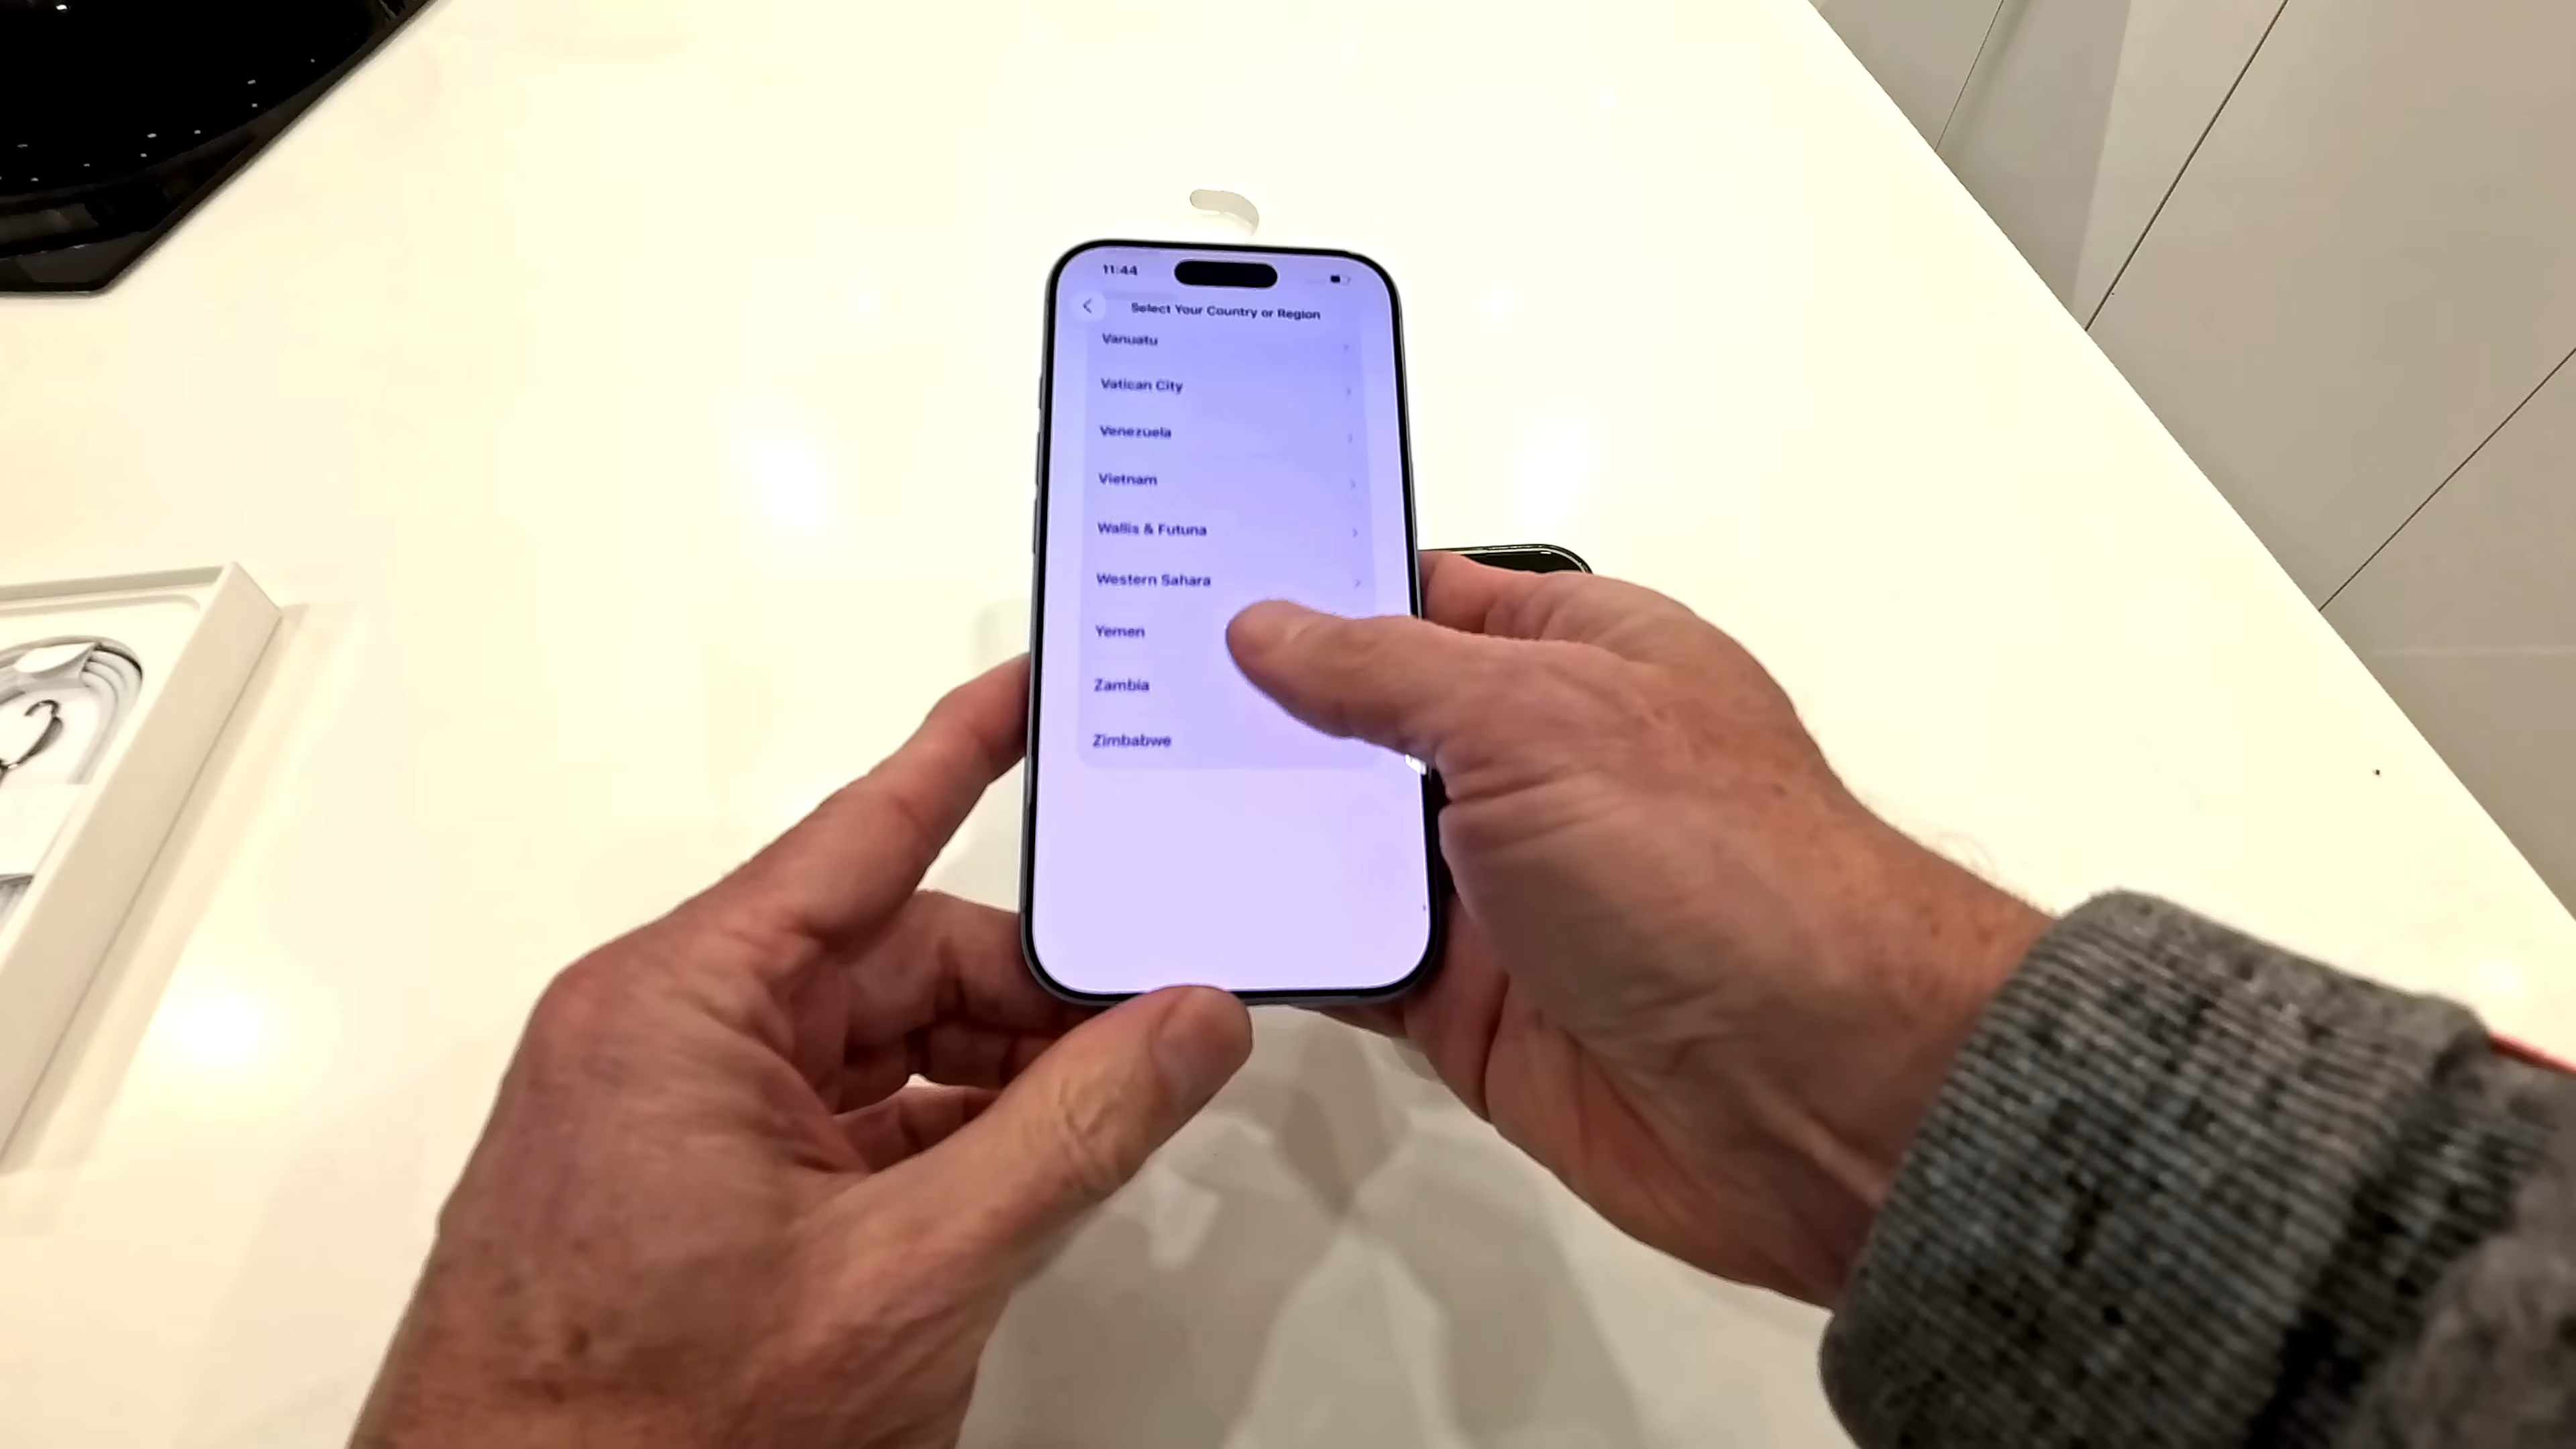 11:44
Select Your Country or Region
Vanuatu
Vatican City
Venezuela
Vietnam
Wallis & Futuna
Western Sahara
Yemen
Zambia
Zimbabwe